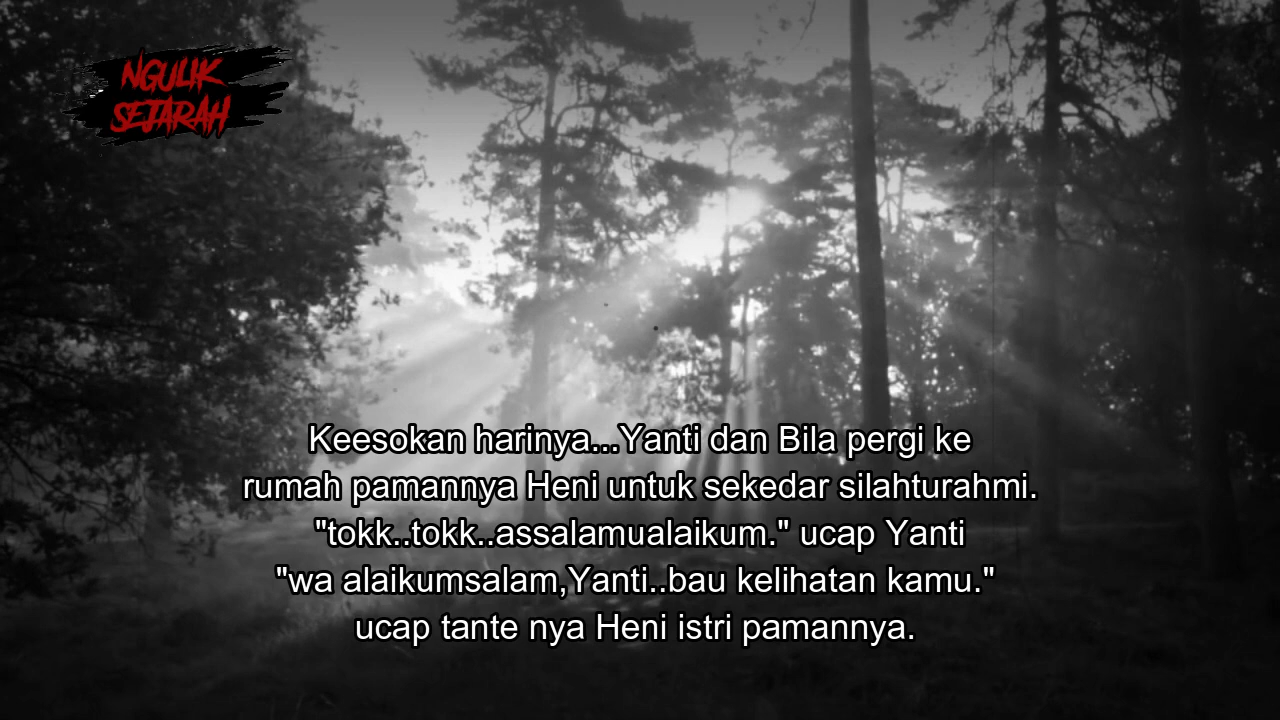 NGULIK
SEJARAH
Keesokan harinya...Yanti dan Bila pergi ke
rumah pamannya Heni untuk sekedar silahturahmi.
"tokk..tokk..assalamualaikum." ucap Yanti
"wa alaikumsalam,Yanti..bau kelihatan kamu."
ucap tante nya Heni istri pamannya.